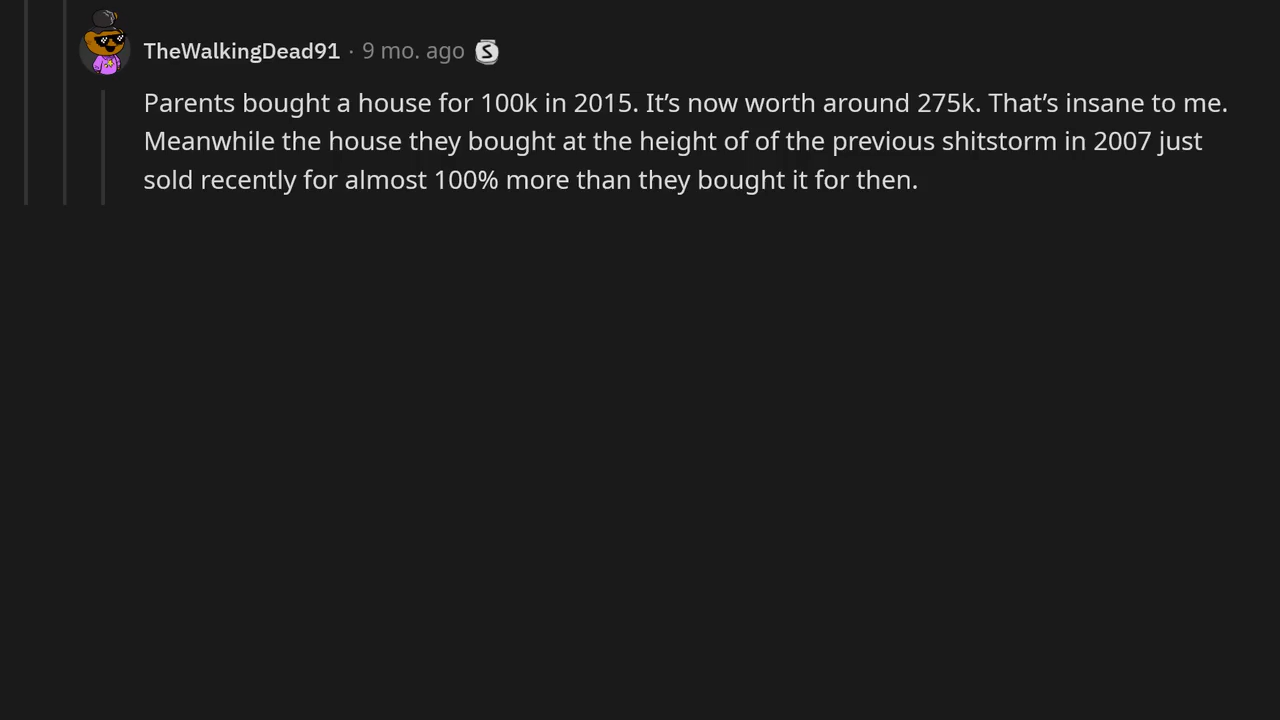 TheWalkingDead91 · 9 mo. ago
Parents bought a house for 100k in 2015. It’s now worth around 275k. That’s insane to me.
Meanwhile the house they bought at the height of of the previous shitstorm in 2007 just
sold recently for almost 100% more than they bought it for then.